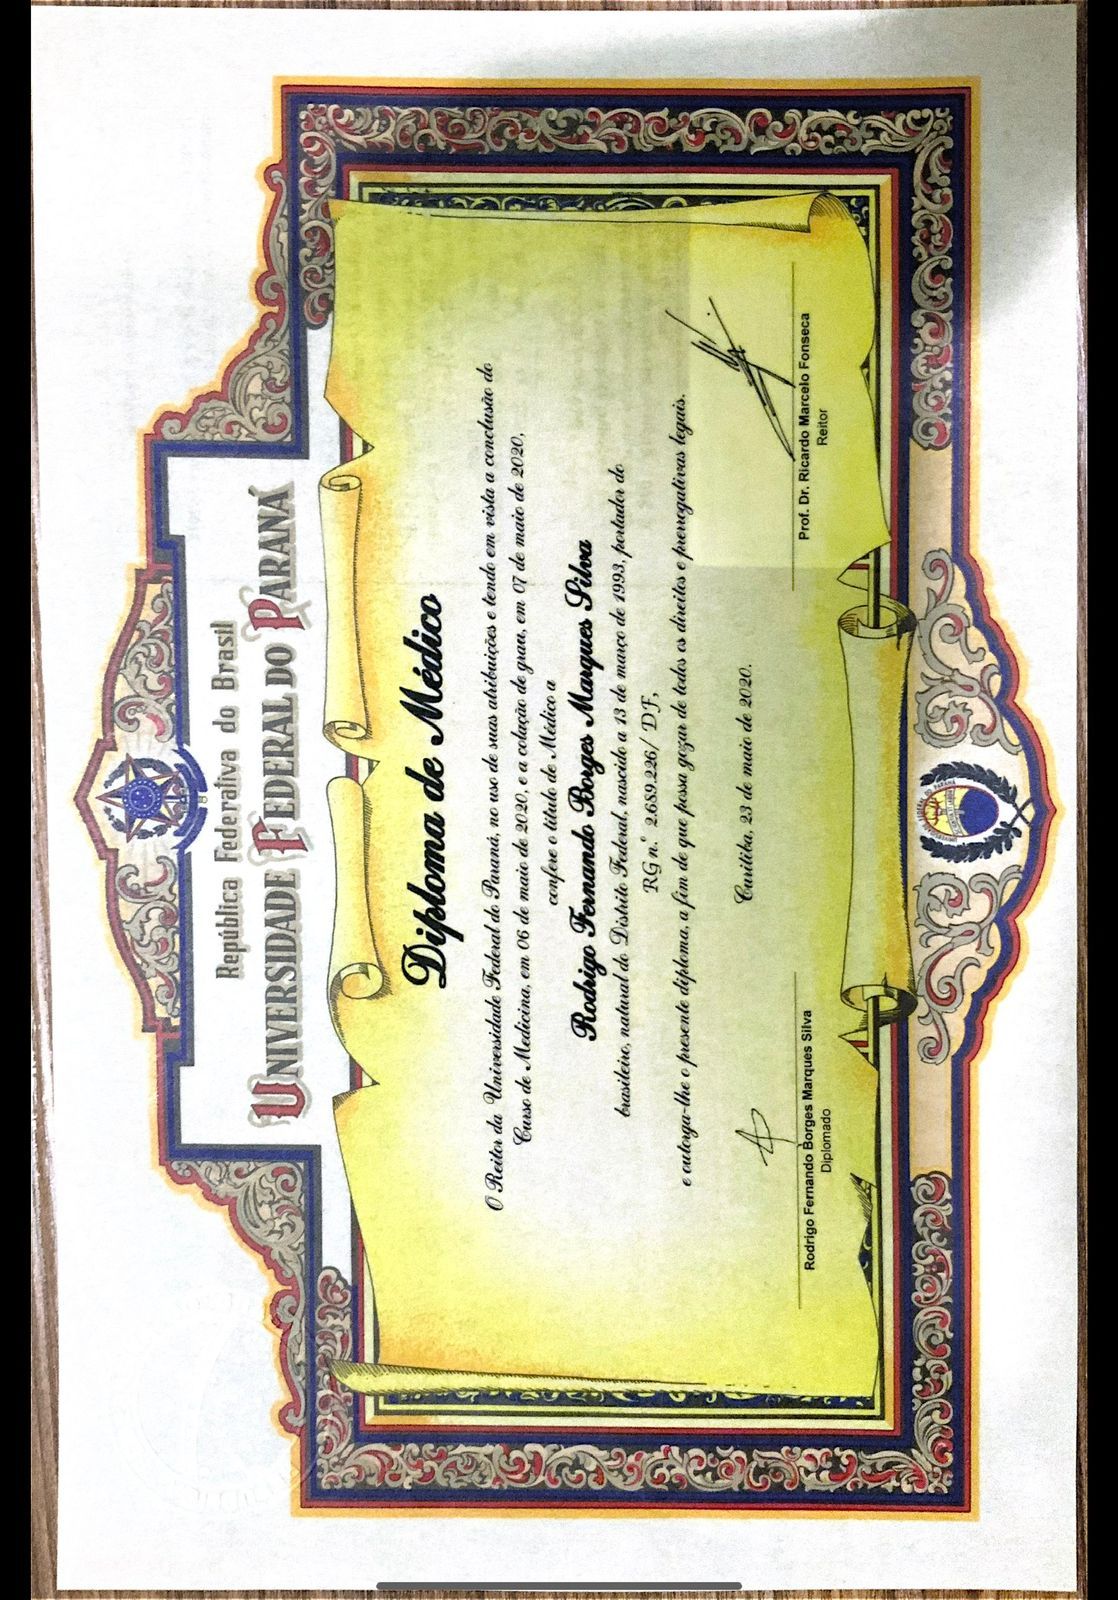 República Federativa do Brasil
UNIVERSIDADE FEDERAL DO PARANÁ
Diploma de Médico
O Reitor da Universidade Federal do Paraná, no uso de suas atribuições e tendo em vista a conclusão do
Curso de Medicina, em 06 de maio de 2020, e a colação de grau, em 07 de maio de 2020,
confere o título de Médico a
Rodrigo Fernando Borges Marques Silva
brasileiro, natural do Distrito Federal, nascido a 13 de março de 1993, portador do
RG n.º 2.689.226/ DF,
e outorga-lhe o presente diploma, a fim de que possa gozar de todos os direitos e prerrogativas legais.
Curitiba, 23 de maio de 2020.
Rodrigo Fernando Borges Marques Silva
Diplomado
Prof. Dr. Ricardo Marcelo Fonseca
Reitor